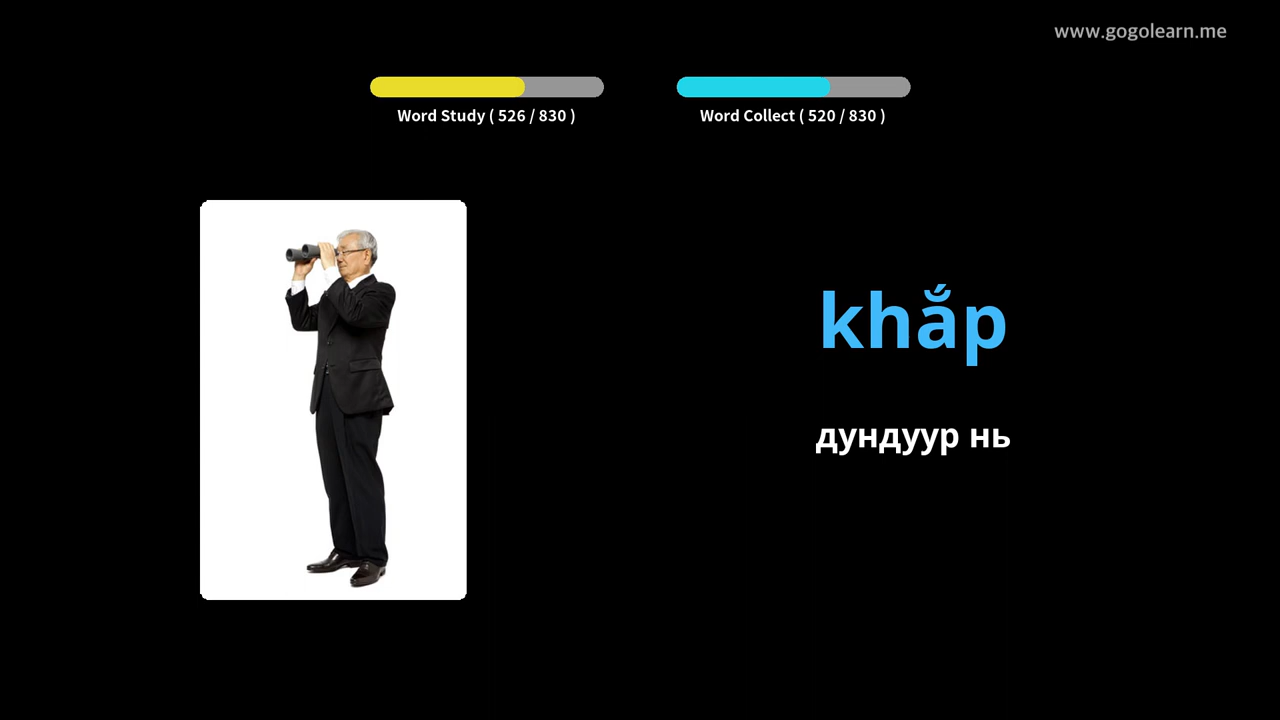 www.gogolearn.me
Word Study ( 526 / 830 )
Word Collect ( 520 / 830 )
khắp
дундуур нь